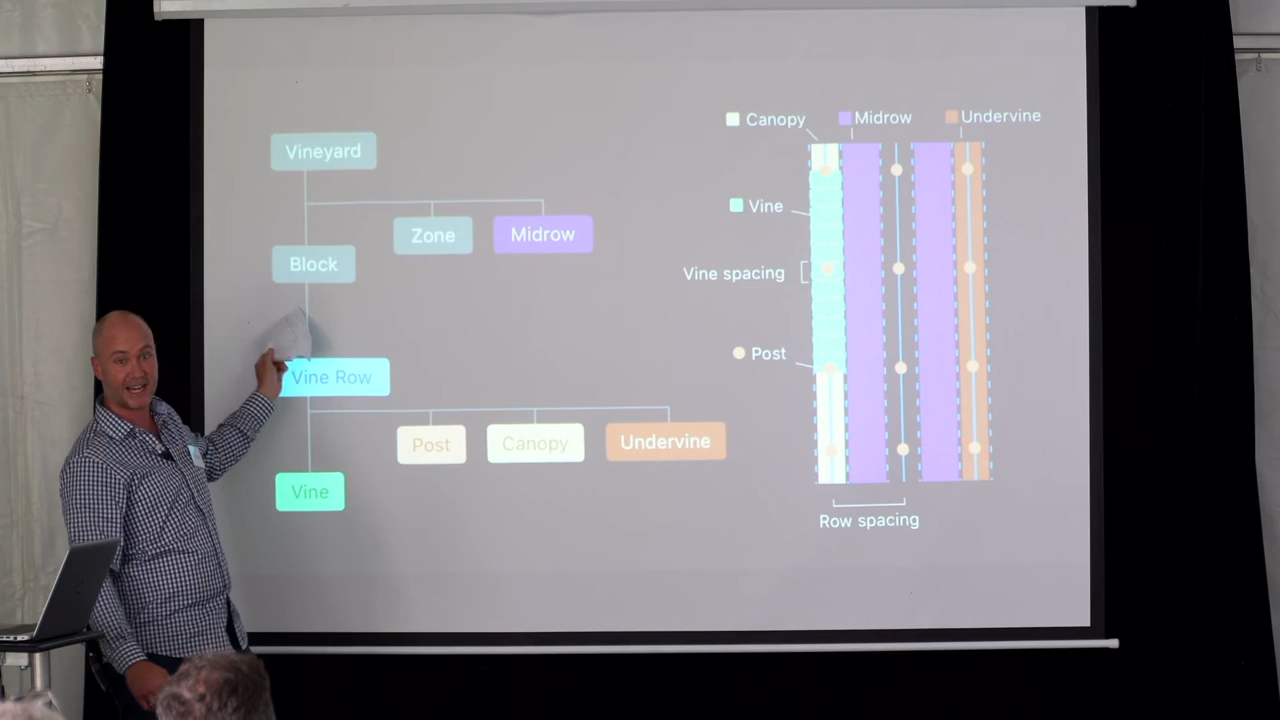 Vineyard
Zone
Midrow
Block
Vine Row
Post
Canopy
Undervine
Vine
Canopy
Midrow
Undervine
Vine
Vine spacing
Post
Row spacing